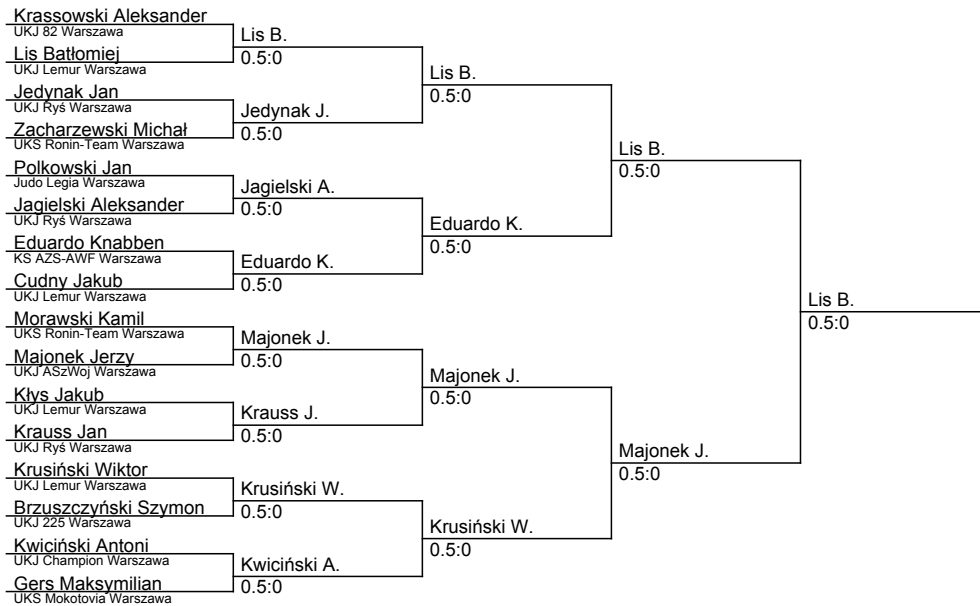 Krassowski Aleksander
UKJ 82 Warszawa
Lis Batłomiej
UKJ Lemur Warszawa
Jedynak Jan
UKJ Ryś Warszawa
Zacharzewski Michał
UKS Ronin-Team Warszawa
Polkowski Jan
Judo Legia Warszawa
Jagielski Aleksander
UKJ Ryś Warszawa
Eduardo Knabben
KS AZS-AWF Warszawa
Cudny Jakub
UKJ Lemur Warszawa
Morawski Kamil
UKS Ronin-Team Warszawa
Majonek Jerzy
UKJ ASzWoj Warszawa
Kłys Jakub
UKJ Lemur Warszawa
Krauss Jan
UKJ Ryś Warszawa
Krusiński Wiktor
UKJ Lemur Warszawa
Brzuszczyński Szymon
UKJ 225 Warszawa
Kwiciński Antoni
UKJ Champion Warszawa
Gers Maksymilian
UKS Mokotovia Warszawa
Lis B.
0.5:0
Jedynak J.
0.5:0
Jagielski A.
0.5:0
Eduardo K.
0.5:0
Majonek J.
0.5:0
Krauss J.
0.5:0
Krusiński W.
0.5:0
Kwiciński A.
0.5:0
Lis B.
0.5:0
Eduardo K.
0.5:0
Majonek J.
0.5:0
Krusiński W.
0.5:0
Lis B.
0.5:0
Majonek J.
0.5:0
Lis B.
0.5:0